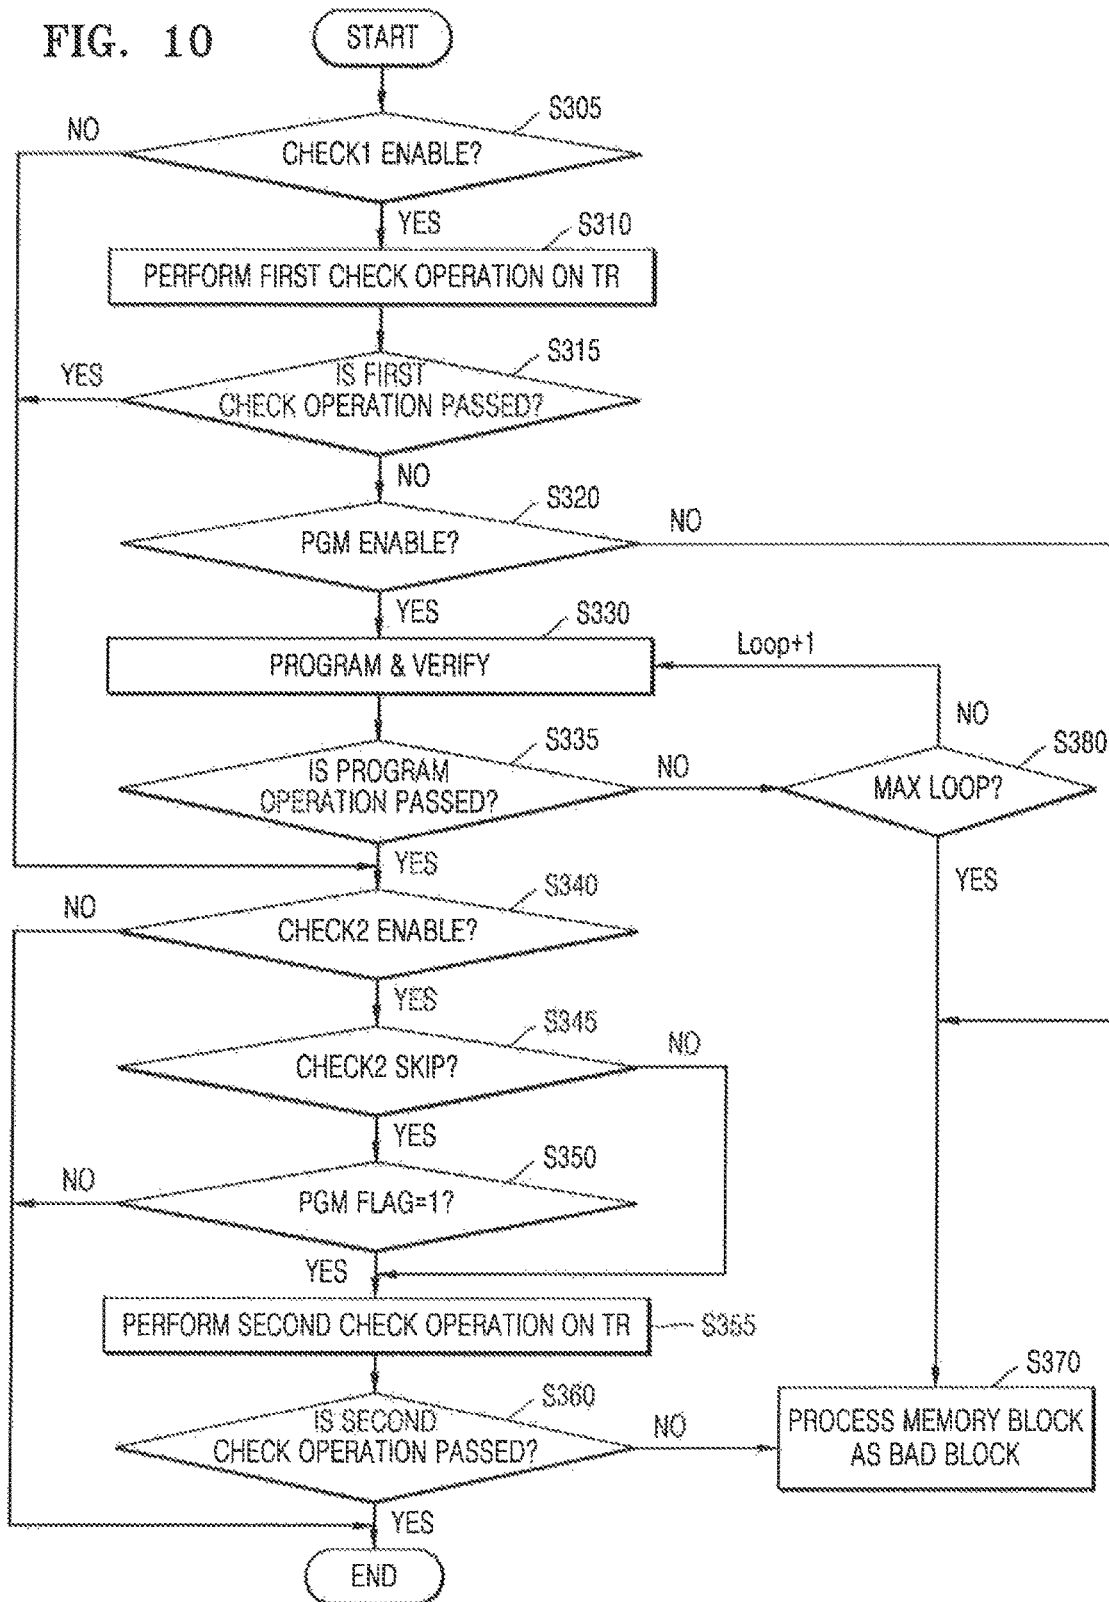 FIG. 10
START
S305
NO
CHECK1 ENABLE?
YES
S310
PERFORM FIRST CHECK OPERATION ON TR
S315
YES
IS FIRST
CHECK OPERATION PASSED?
NO
S320
NO
PGM ENABLE?
YES
S330
Loop+1
PROGRAM & VERIFY
NO
S335
S380
IS PROGRAM
OPERATION PASSED?
NO
MAX LOOP?
YES
YES
S340
NO
CHECK2 ENABLE?
YES
S345
NO
CHECK2 SKIP?
YES
S350
NO
PGM FLAG=1?
YES
PERFORM SECOND CHECK OPERATION ON TR
S355
S370
S360
IS SECOND
CHECK OPERATION PASSED?
NO
PROCESS MEMORY BLOCK
AS BAD BLOCK
YES
END